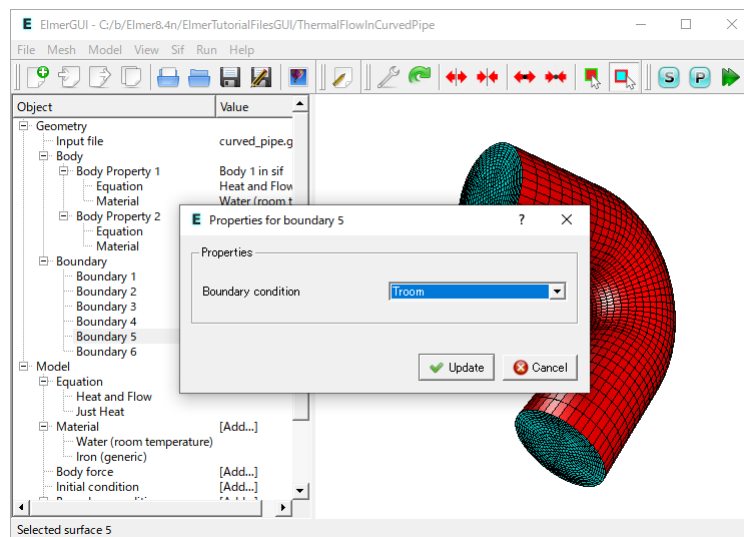 ElmerGUI - C:/b/Elmer8.4n/ElmerTutorialFilesGUI/ThermalFlowInCurvedPipe
File Mesh Model View Sif Run Help
S P
Object Value
Geometry
Input file curved_pipe.g
Body
Body Property 1 Body 1 in sif
Equation Heat and Flow
Material Water (room t
Body Property 2
Equation
Material
Boundary
Boundary 1
Boundary 2
Boundary 3
Boundary 4
Boundary 5
Boundary 6
Model
Equation
Heat and Flow
Just Heat
Material [Add...]
Water (room temperature)
Iron (generic)
Body force [Add...]
Initial condition [Add...]
E Properties for boundary 5 ?
Properties
Boundary condition Troom
Update Cancel
Selected surface 5